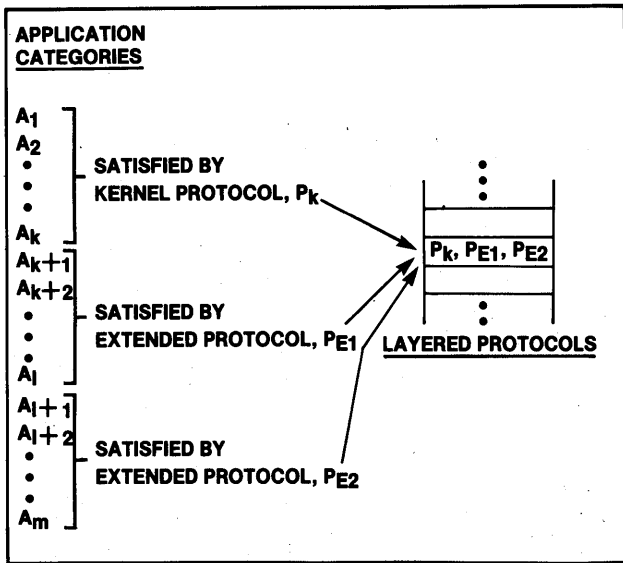 APPLICATION
CATEGORIES
A1
A2
•
•
•
Ak
SATISFIED BY
KERNEL PROTOCOL, Pk
Ak+1
Ak+2
•
•
•
Al
SATISFIED BY
EXTENDED PROTOCOL, PE1
Al+1
Al+2
•
•
•
Am
SATISFIED BY
EXTENDED PROTOCOL, PE2
•
•
•
Pk, PE1, PE2
•
•
LAYERED PROTOCOLS